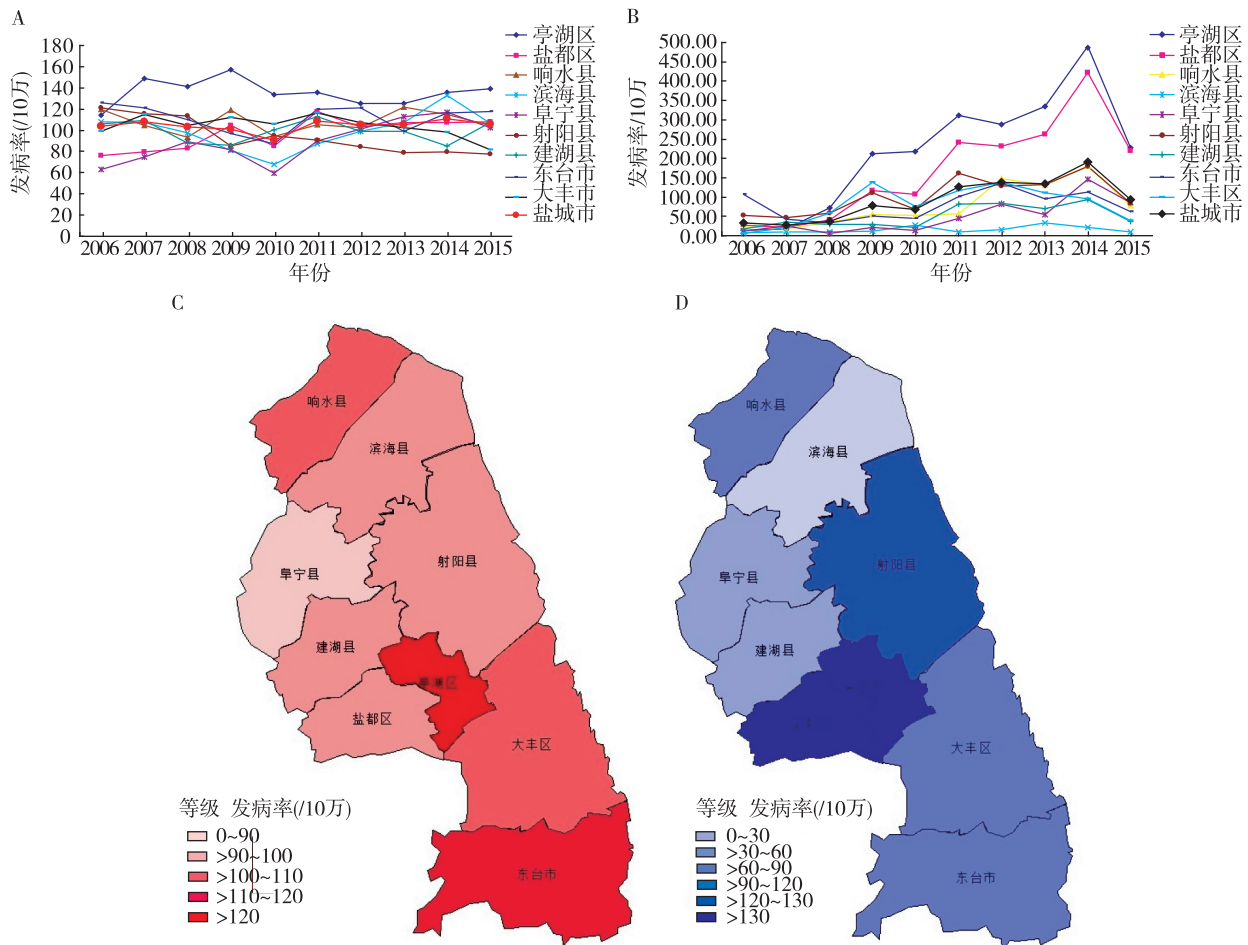 A
发病率(/10万)
180
160
140
120
100
80
60
40
20
0
2006 2007 2008 2009 2010 2011 2012 2013 2014 2015
年份
亭湖区
盐都区
响水县
滨海县
阜宁县
射阳县
建湖县
东台市
大丰市
盐城市
B
发病率/10万
500.00
450.00
400.00
350.00
300.00
250.00
200.00
150.00
100.00
50.00
0.00
2006 2007 2008 2009 2010 2011 2012 2013 2014 2015
年份
亭湖区
盐都区
响水县
滨海县
阜宁县
射阳县
建湖县
东台市
大丰区
盐城市
C
响水县
滨海县
阜宁县
射阳县
建湖县
亭湖区
盐都区
大丰区
东台市
等级 发病率(/10万)
0~90
>90~100
>100~110
>110~120
>120
D
响水县
滨海县
阜宁县
射阳县
建湖县
大丰区
东台市
等级 发病率(/10万)
0~30
>30~60
>60~90
>90~120
>120~130
>130